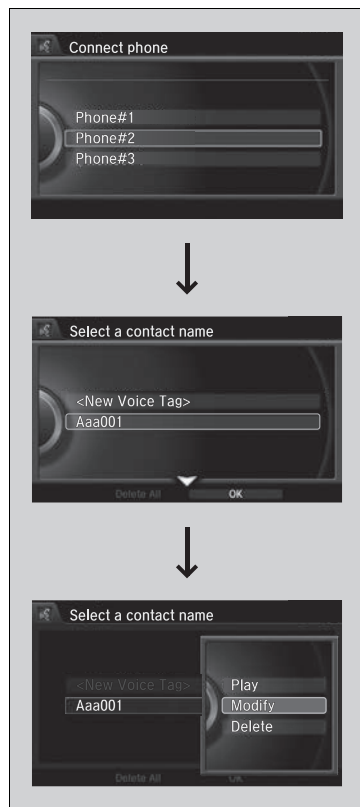 Connect phone
Phone#1
Phone#2
Phone#3
Select a contact name
<New Voice Tag>
Aaa001
Delete All OK
Select a contact name
<New Voice Tag> Play
Aaa001 Modify
Delete
Delete All OK